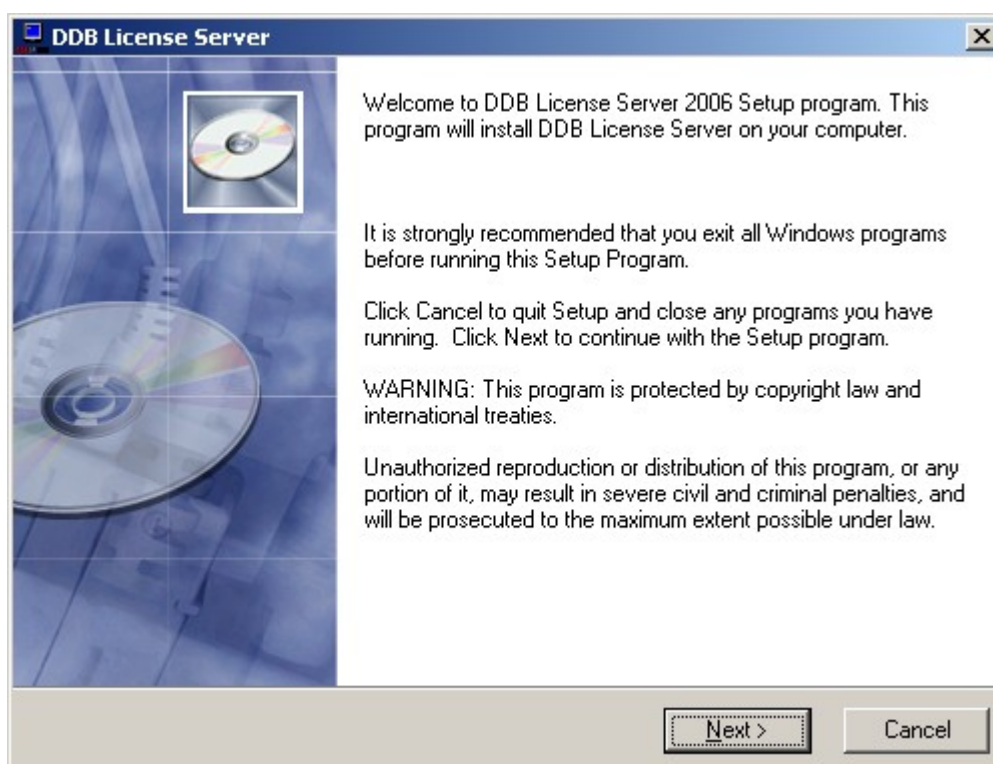 DDB License Server
Welcome to DDB License Server 2006 Setup program. This
program will install DDB License Server on your computer.
It is strongly recommended that you exit all Windows programs
before running this Setup Program.
Click Cancel to quit Setup and close any programs you have
running.  Click Next to continue with the Setup program.
WARNING: This program is protected by copyright law and
international treaties.
Unauthorized reproduction or distribution of this program, or any
portion of it, may result in severe civil and criminal penalties, and
will be prosecuted to the maximum extent possible under law.
Next >
Cancel